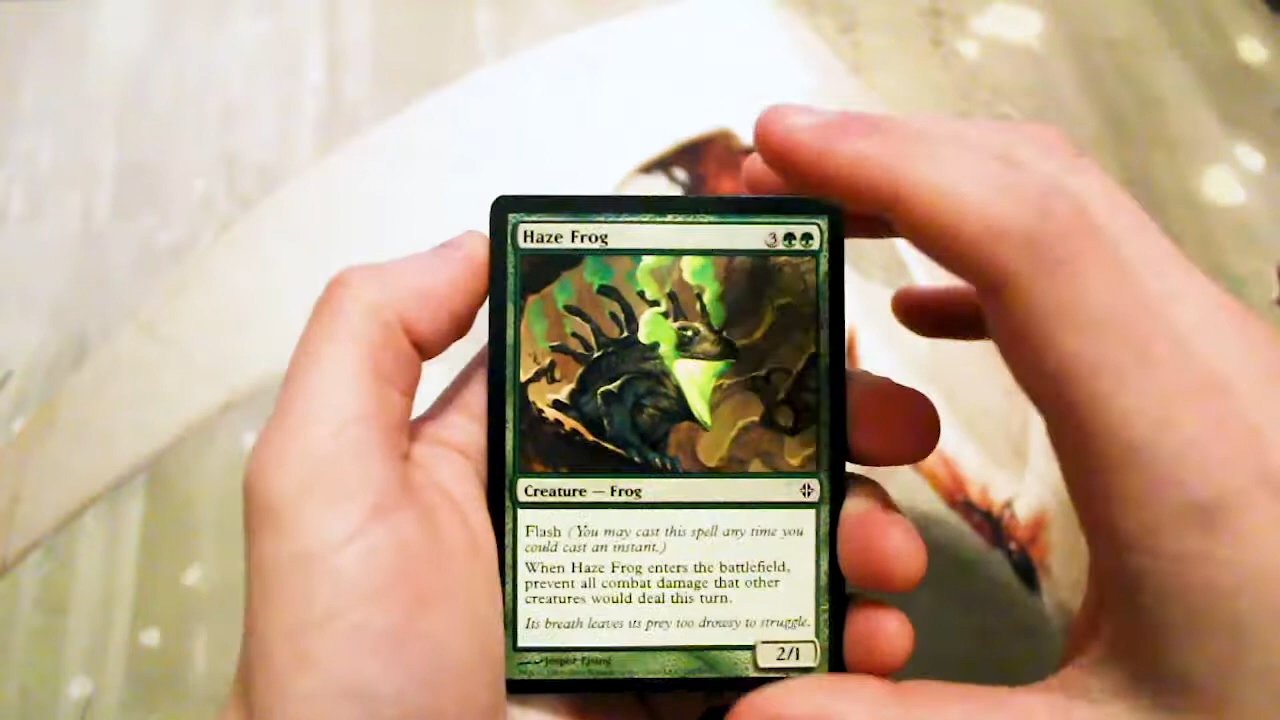 Haze Frog 3
Creature — Frog
Flash (You may cast this spell any time you
could cast an instant.)
When Haze Frog enters the battlefield,
prevent all combat damage that other
creatures would deal this turn.
Its breath leaves its prey too drowsy to struggle.
2/1